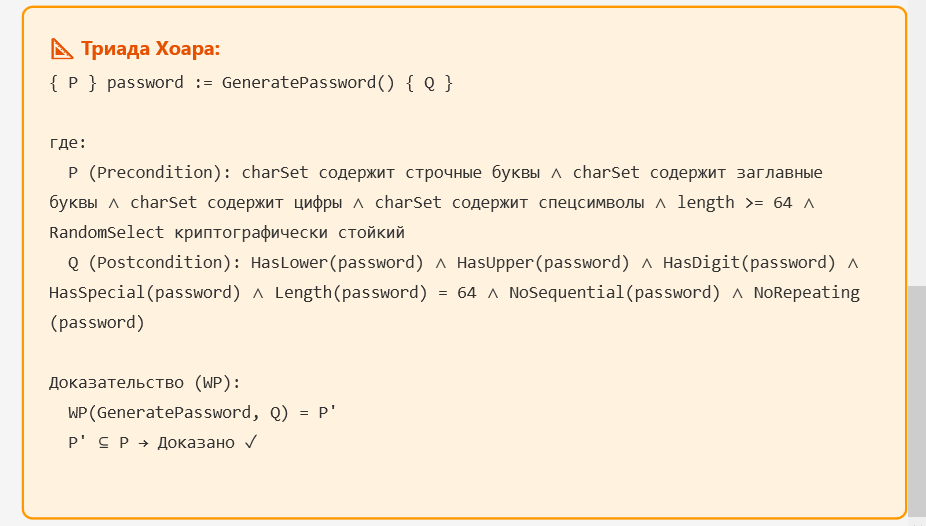 📐 Триада Хоара:
{ P } password := GeneratePassword() { Q }
где:
P (Precondition): charSet содержит строчные буквы ∧ charSet содержит заглавные
буквы ∧ charSet содержит цифры ∧ charSet содержит спецсимволы ∧ length >= 64 ∧
RandomSelect криптографически стойкий
Q (Postcondition): HasLower(password) ∧ HasUpper(password) ∧ HasDigit(password) ∧
HasSpecial(password) ∧ Length(password) = 64 ∧ NoSequential(password) ∧ NoRepeating
(password)
Доказательство (WP):
WP(GeneratePassword, Q) = P'
P' ⊆ P → Доказано ✓